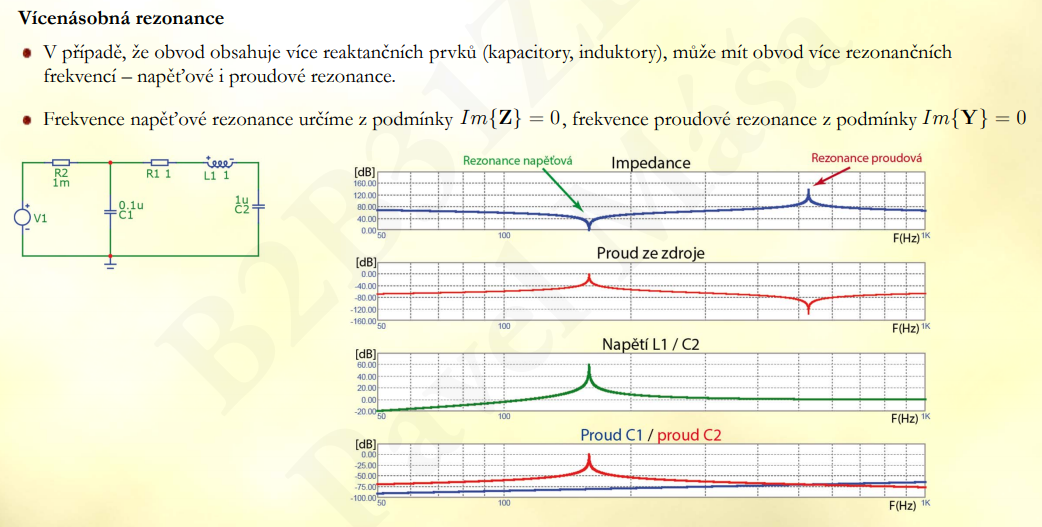 Vícenásobná rezonance
V případě, že obvod obsahuje více reaktančních prvků (kapacitory, induktory), může mít obvod více rezonančních
frekvencí – napěťové i proudové rezonance.
Frekvence napěťové rezonance určíme z podmínky Im{Z} = 0, frekvence proudové rezonance z podmínky Im{Y} = 0
R2
1m
R1 1
L1 1
0.1u
C1
1u
C2
V1
Rezonance napěťová
Impedance
Rezonance proudová
[dB]
160.00
120.00
80.00
40.00
0.00
50
100
F(Hz) 1K
Proud ze zdroje
[dB]
0.00
-40.00
-80.00
-120.00
-160.00
50
100
F(Hz) 1K
Napětí L1 / C2
[dB]
60.00
40.00
20.00
0.00
-20.00
50
100
F(Hz) 1K
Proud C1 / proud C2
[dB]
0.00
-25.00
-50.00
-75.00
-100.00
50
100
F(Hz) 1K